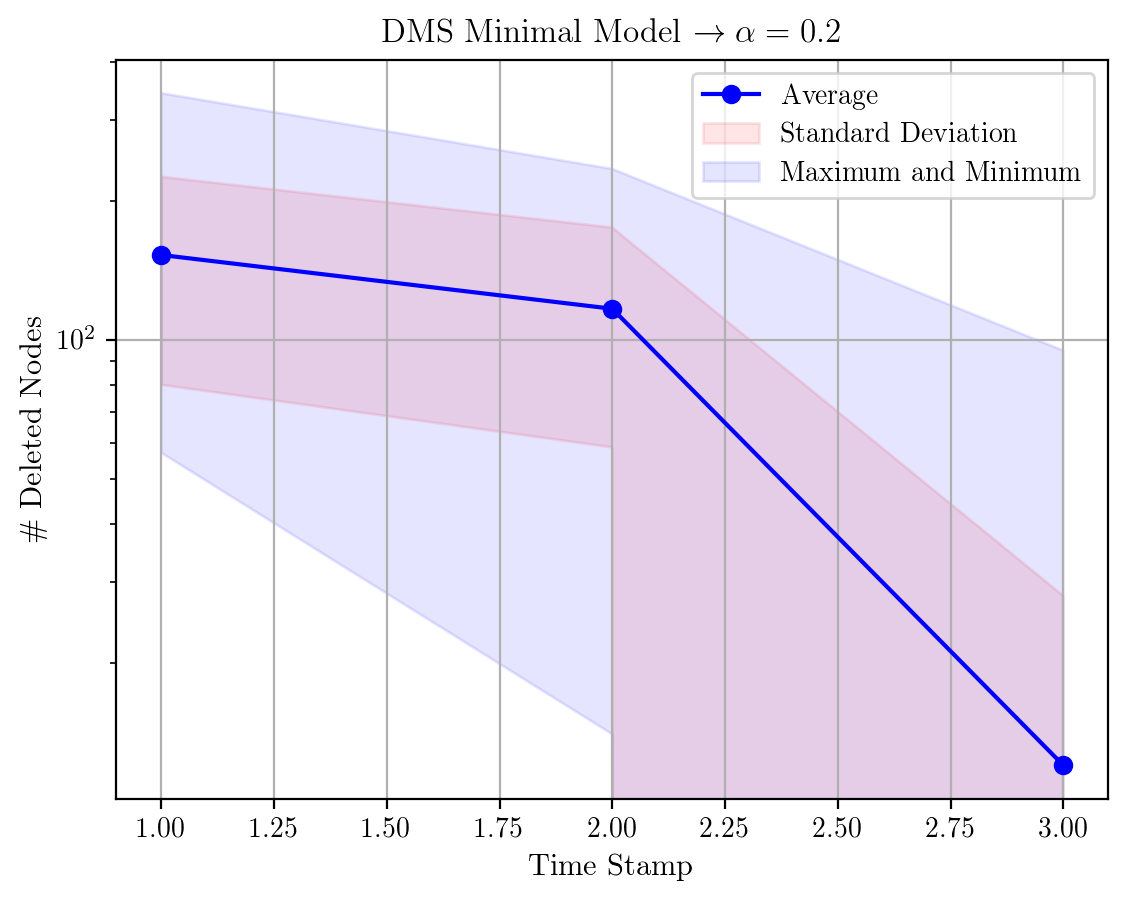 DMS Minimal Model → α = 0.2
Average
Standard Deviation
Maximum and Minimum
# Deleted Nodes
10²
1.00 1.25 1.50 1.75 2.00 2.25 2.50 2.75 3.00
Time Stamp